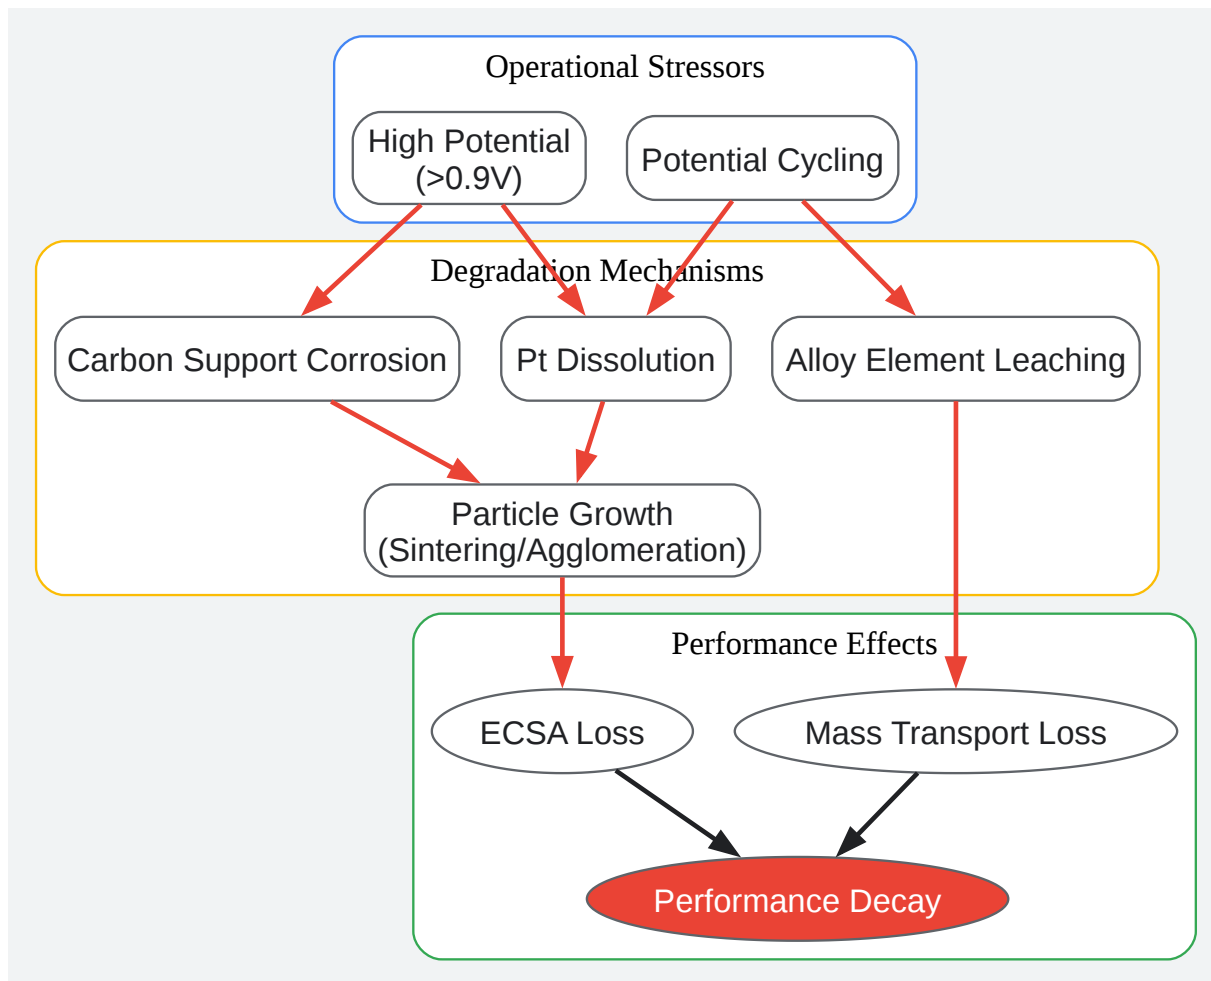 Operational Stressors
High Potential
(>0.9V)
Potential Cycling
Degradation Mechanisms
Carbon Support Corrosion
Pt Dissolution
Alloy Element Leaching
Particle Growth
(Sintering/Agglomeration)
Performance Effects
ECSA Loss
Mass Transport Loss
Performance Decay